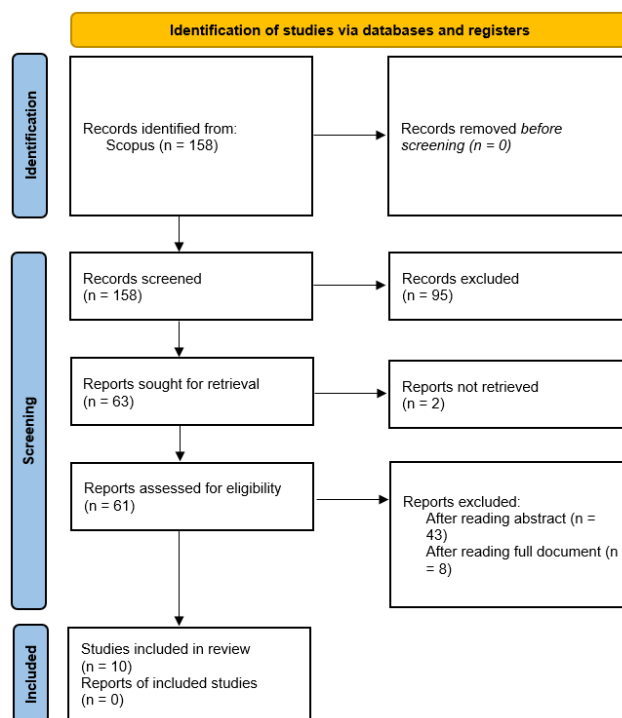 Identification of studies via databases and registers
Identification
Records identified from:
Scopus (n = 158)
Records removed before
screening (n = 0)
Screening
Records screened
(n = 158)
Records excluded
(n = 95)
Reports sought for retrieval
(n = 63)
Reports not retrieved
(n = 2)
Reports assessed for eligibility
(n = 61)
Reports excluded:
After reading abstract (n =
43)
After reading full document (n
= 8)
Included
Studies included in review
(n = 10)
Reports of included studies
(n = 0)